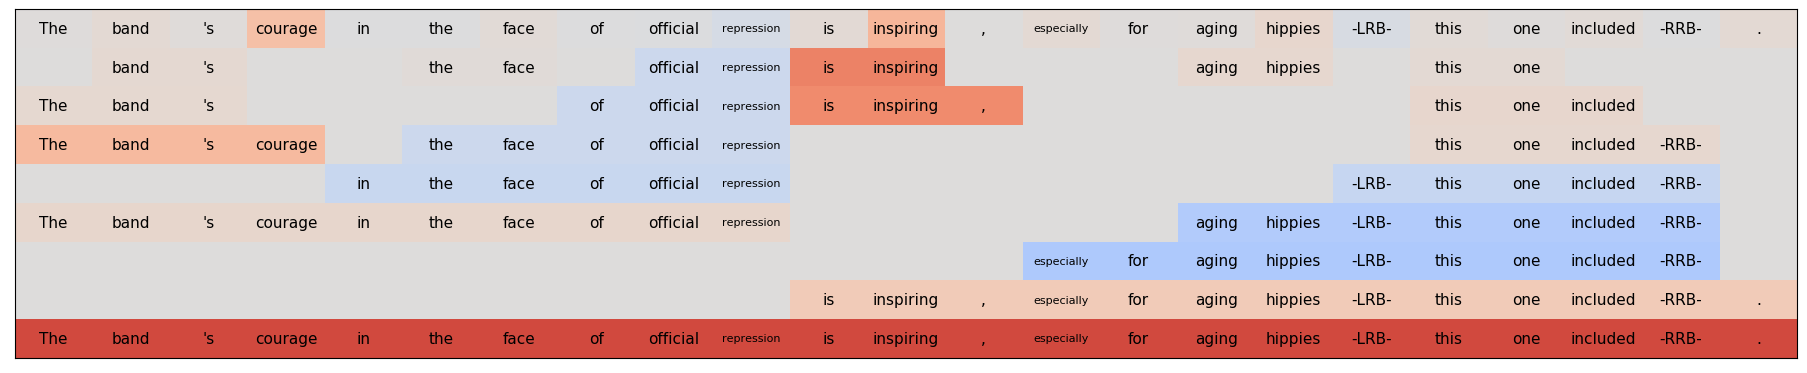 The band 's courage in the face of official repression is inspiring , especially for aging hippies -LRB- this one included -RRB- .
band 's the face official repression is inspiring aging hippies this one
The band 's of official repression is inspiring , this one included
The band 's courage the face of official repression this one included -RRB-
in the face of official repression -LRB- this one included -RRB-
The band 's courage in the face of official repression aging hippies -LRB- this one included -RRB-
especially for aging hippies -LRB- this one included -RRB-
is inspiring , especially for aging hippies -LRB- this one included -RRB- .
The band 's courage in the face of official repression is inspiring , especially for aging hippies -LRB- this one included -RRB- .